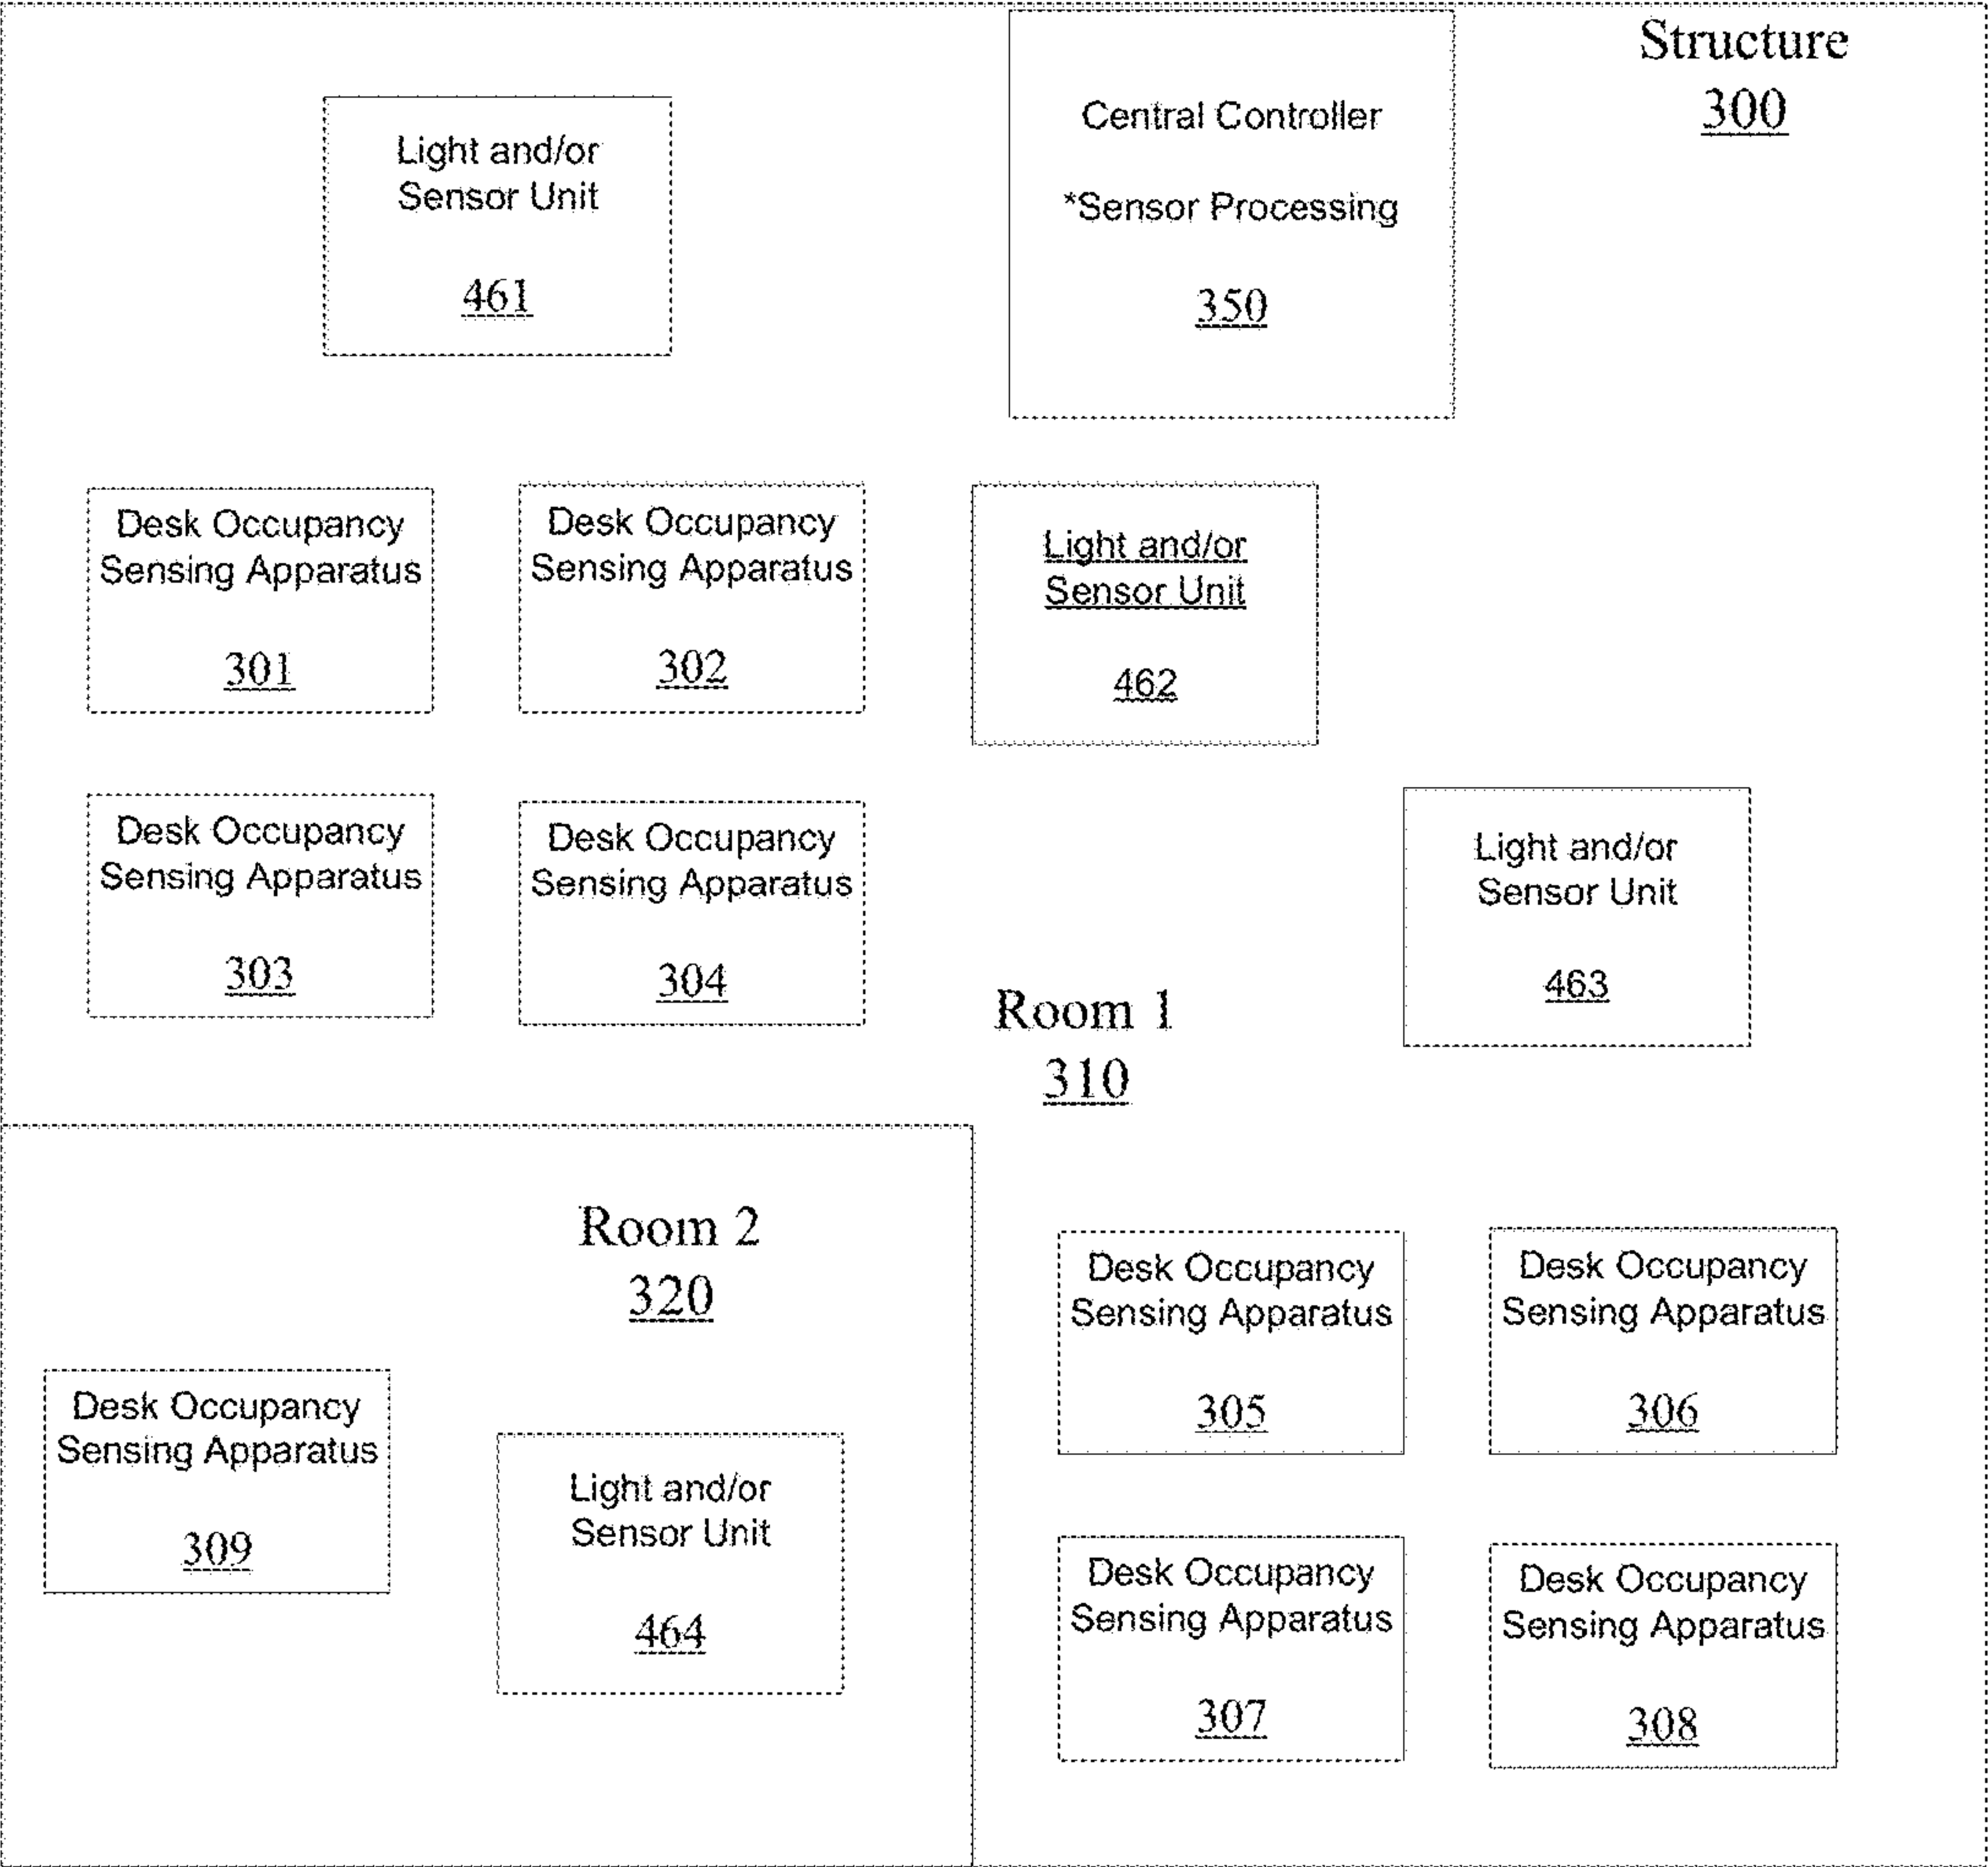 Structure
300
Central Controller
*Sensor Processing
350
Light and/or
Sensor Unit
461
Desk Occupancy
Sensing Apparatus
301
Desk Occupancy
Sensing Apparatus
302
Light and/or
Sensor Unit
462
Desk Occupancy
Sensing Apparatus
303
Desk Occupancy
Sensing Apparatus
304
Light and/or
Sensor Unit
463
Room 1
310
Room 2
320
Desk Occupancy
Sensing Apparatus
309
Light and/or
Sensor Unit
464
Desk Occupancy
Sensing Apparatus
305
Desk Occupancy
Sensing Apparatus
306
Desk Occupancy
Sensing Apparatus
307
Desk Occupancy
Sensing Apparatus
308